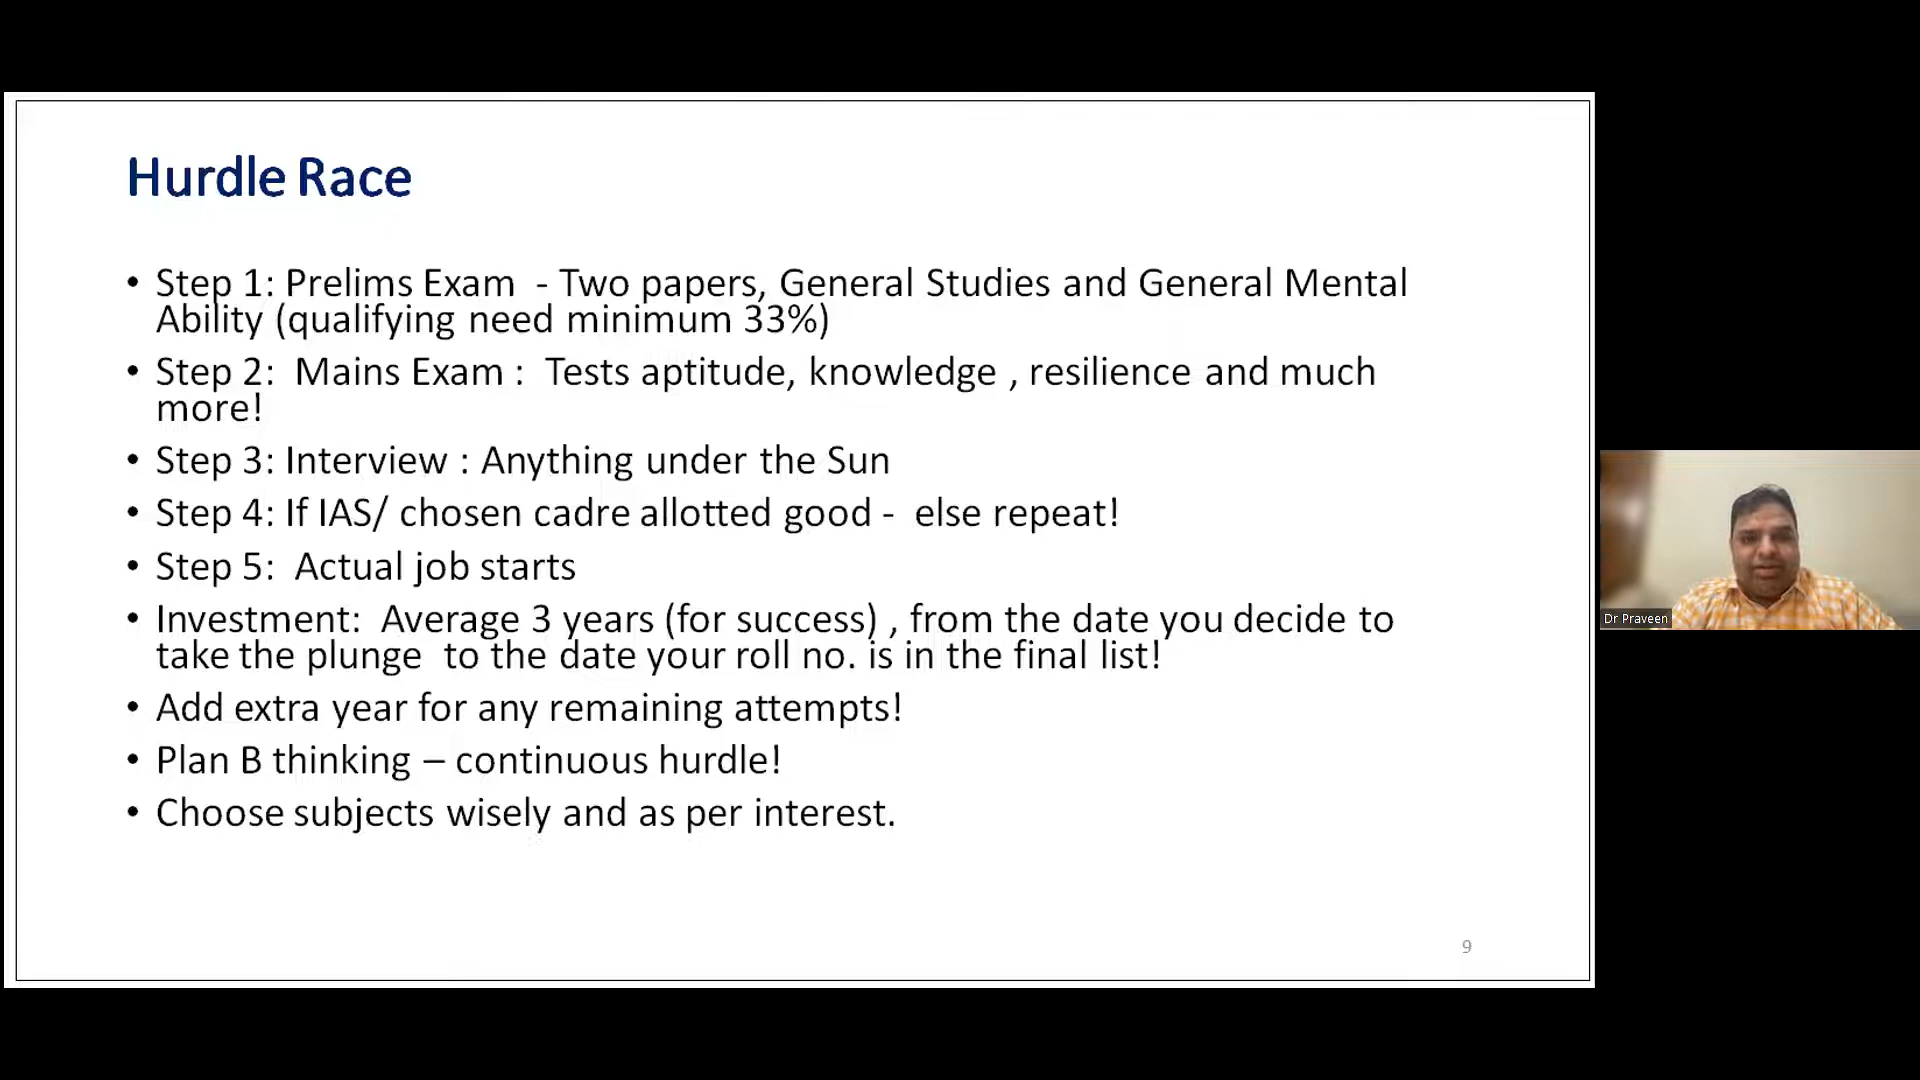 Hurdle Race
• Step 1: Prelims Exam - Two papers, General Studies and General Mental
Ability (qualifying need minimum 33%)
• Step 2: Mains Exam : Tests aptitude, knowledge , resilience and much
more!
• Step 3: Interview : Anything under the Sun
• Step 4: If IAS/ chosen cadre allotted good - else repeat!
• Step 5: Actual job starts
• Investment: Average 3 years (for success) , from the date you decide to
take the plunge to the date your roll no. is in the final list!
• Add extra year for any remaining attempts!
• Plan B thinking – continuous hurdle!
• Choose subjects wisely and as per interest.
9
Dr Praveen